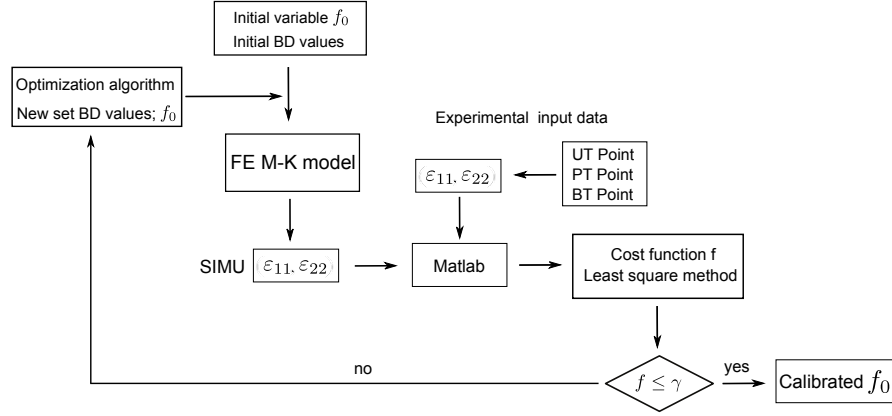 Initial variable f₀
Initial BD values
Optimization algorithm
New set BD values; f₀
Experimental input data
FE M-K model
(ε₁₁, ε₂₂)
UT Point
PT Point
BT Point
SIMU
(ε₁₁, ε₂₂)
Matlab
Cost function f
Least square method
no
f ≤ γ
yes
Calibrated f₀